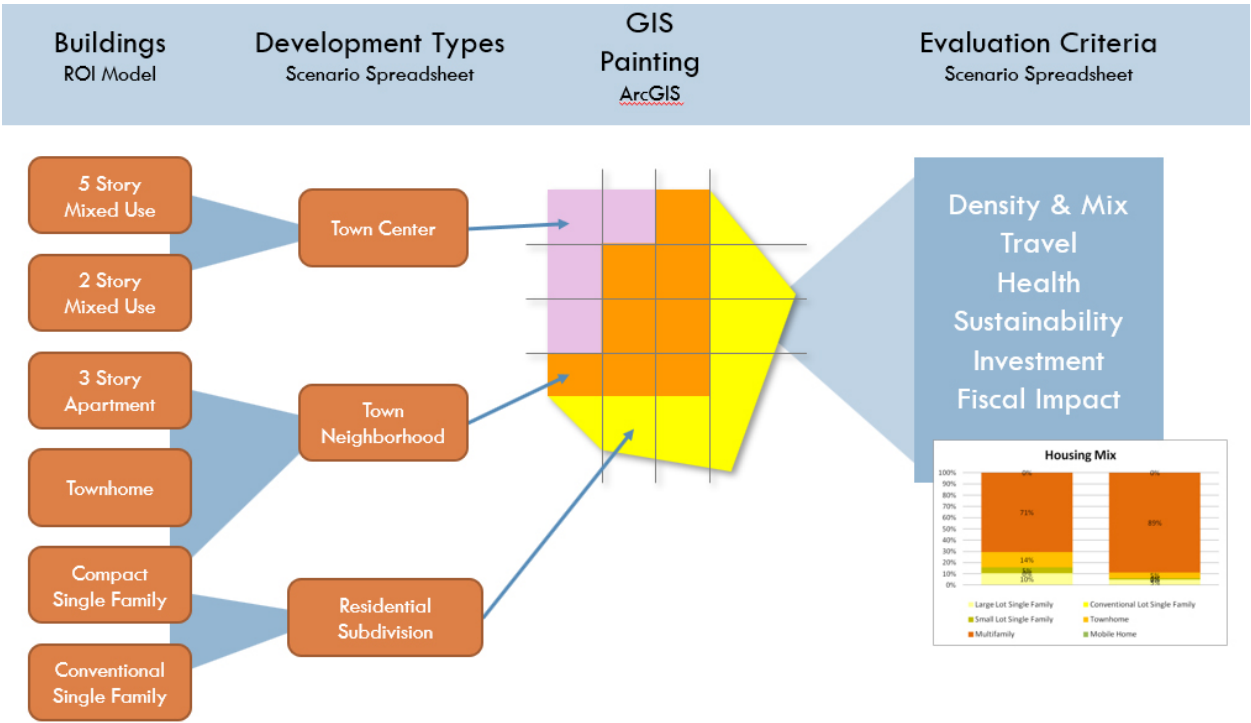 Buildings
ROI Model
Development Types
Scenario Spreadsheet
GIS
Painting
ArcGIS
Evaluation Criteria
Scenario Spreadsheet
5 Story
Mixed Use
2 Story
Mixed Use
3 Story
Apartment
Townhome
Compact
Single Family
Conventional
Single Family
Town Center
Town
Neighborhood
Residential
Subdivision
Density & Mix
Travel
Health
Sustainability
Investment
Fiscal Impact
Housing Mix
100%
90%
80%
70%
60%
50%
40%
30%
20%
10%
0%
0%
71%
14%
5%
10%
0%
89%
5%
Large Lot Single Family
Conventional Lot Single Family
Small Lot Single Family
Townhome
Multifamily
Mobile Home